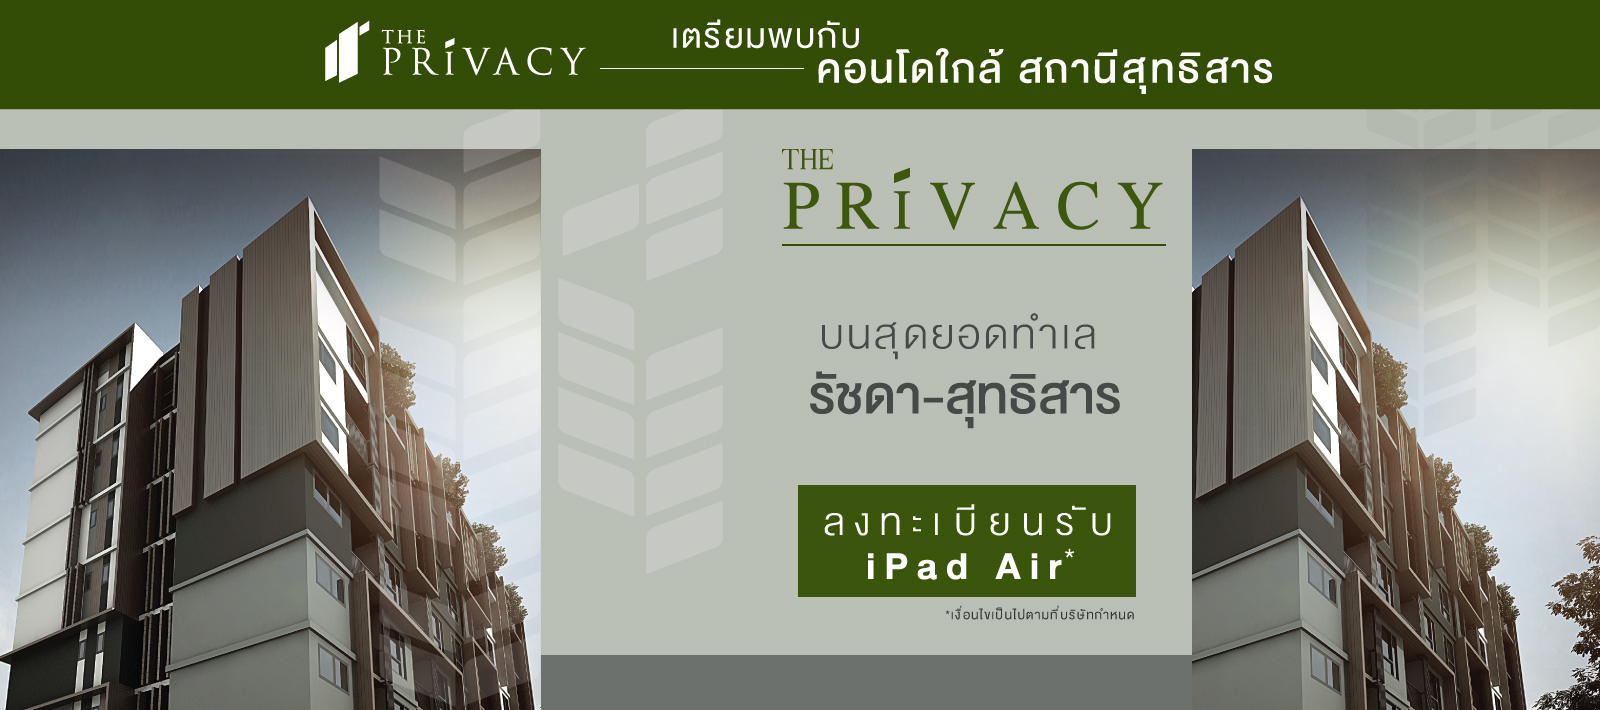 THE
PRIVACY
เตรียมพบกับ
คอนโดใกล้ สถานีสุทธิสาร
THE
PRIVACY
บนสุดยอดทำเล
รัชดา-สุทธิสาร
ลงทะเบียนรับ
iPad Air*
*เงื่อนไขเป็นไปตามที่บริษัทกำหนด